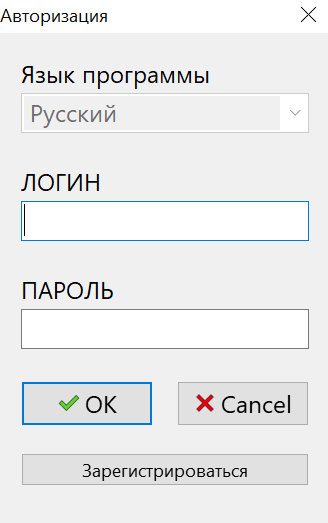 Авторизация
Язык программы
Русский
ЛОГИН
ПАРОЛЬ
OK
Cancel
Зарегистрироваться